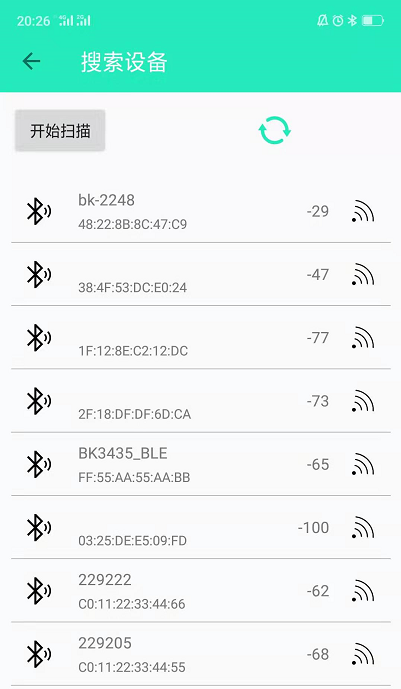 20:26 4G 2G
搜索设备
开始扫描
bk-2248
-29
48:22:8B:8C:47:C9
-47
38:4F:53:DC:E0:24
-77
1F:12:8E:C2:12:DC
-73
2F:18:DF:DF:6D:CA
BK3435_BLE
-65
FF:55:AA:55:AA:BB
-100
03:25:DE:E5:09:FD
229222
-62
C0:11:22:33:44:66
229205
-68
C0:11:22:33:44:55